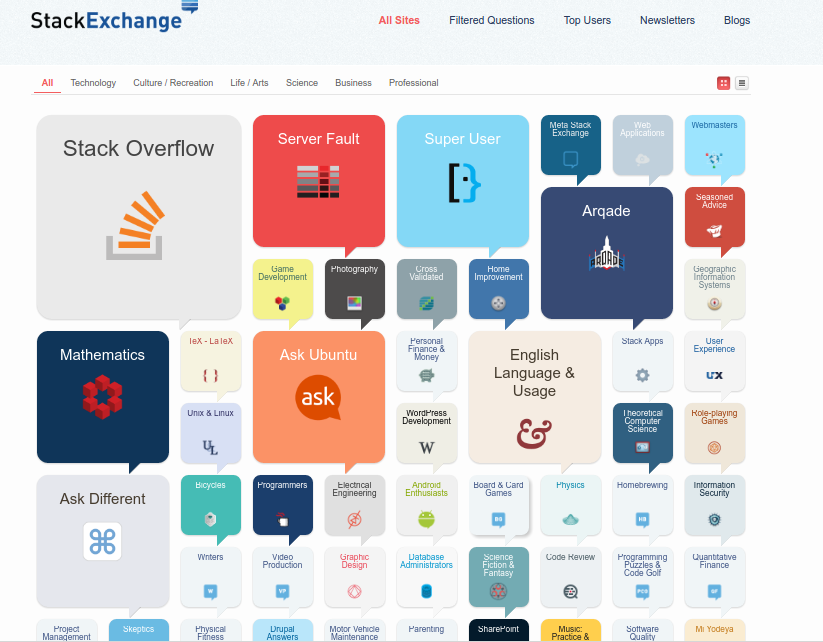 StackExchange
All Sites Filtered Questions Top Users Newsletters Blogs
All Technology Culture / Recreation Life / Arts Science Business Professional
Stack Overflow
Server Fault
Super User
Meta Stack
Exchange
Web
Applications
Webmasters
Arqade
ARQADE
Seasoned
Advice
Game
Development
Photography
Cross
Validated
Home
Improvement
Geographic
Information
Systems
Mathematics
TeX - LaTeX
{ }
Ask Ubuntu
ask
Personal
Finance &
Money
English
Language &
Usage
&
Stack Apps
User
Experience
UX
Unix & Linux
UL
WordPress
Development
W
Theoretical
Computer
Science
Role-playing
Games
Ask Different
Bicycles
Programmers
Electrical
Engineering
Android
Enthusiasts
Board & Card
Games
BG
Physics
Homebrewing
HB
Information
Security
Writers
W
Video
Production
VP
Graphic
Design
Database
Administrators
Science
Fiction &
Fantasy
Code Review
Programming
Puzzles &
Code Golf
PCG
Quantitative
Finance
QF
Project
Management
Skeptics
Physical
Fitness
Drupal
Answers
Motor Vehicle
Maintenance
Parenting
SharePoint
Music:
Practice &
Software
Quality
Mi Yodeya